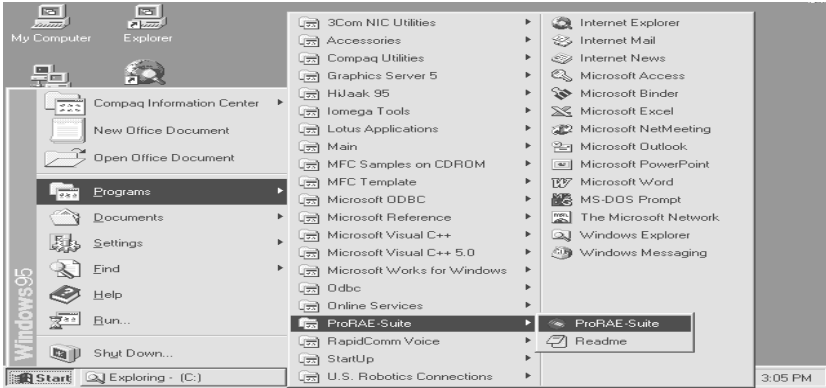 My Computer
Explorer
Compaq Information Center
New Office Document
Open Office Document
Programs
Documents
Settings
Find
Help
Run...
Shut Down...
Windows95
Start
Exploring - (C:)
3Com NIC Utilities
Accessories
Compaq Utilities
Graphics Server 5
HiJaak 95
Iomega Tools
Lotus Applications
Main
MFC Samples on CDROM
MFC Template
Microsoft ODBC
Microsoft Reference
Microsoft Visual C++
Microsoft Visual C++ 5.0
Microsoft Works for Windows
Odbc
Online Services
ProRAE-Suite
RapidComm Voice
StartUp
U.S. Robotics Connections
Internet Explorer
Internet Mail
Internet News
Microsoft Access
Microsoft Binder
Microsoft Excel
Microsoft NetMeeting
Microsoft Outlook
Microsoft PowerPoint
Microsoft Word
MS-DOS Prompt
The Microsoft Network
Windows Explorer
Windows Messaging
ProRAE-Suite
Readme
3:05 PM